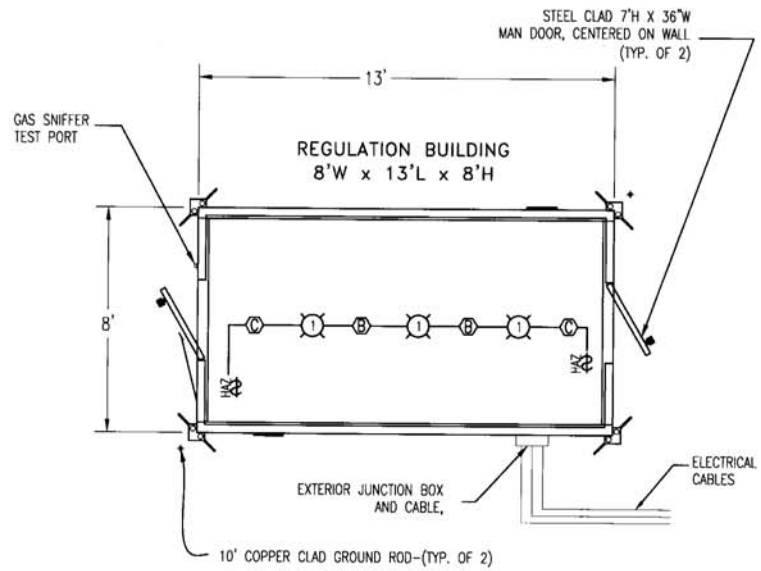 STEEL CLAD 7'H X 36"W
MAN DOOR, CENTERED ON WALL
(TYP. OF 2)
13'
GAS SNIFFER
TEST PORT
REGULATION BUILDING
8'W x 13'L x 8'H
8'
C 1 B 1 B 1 C
HAZ
HAZ
EXTERIOR JUNCTION BOX
AND CABLE,
ELECTRICAL
CABLES
10' COPPER CLAD GROUND ROD-(TYP. OF 2)